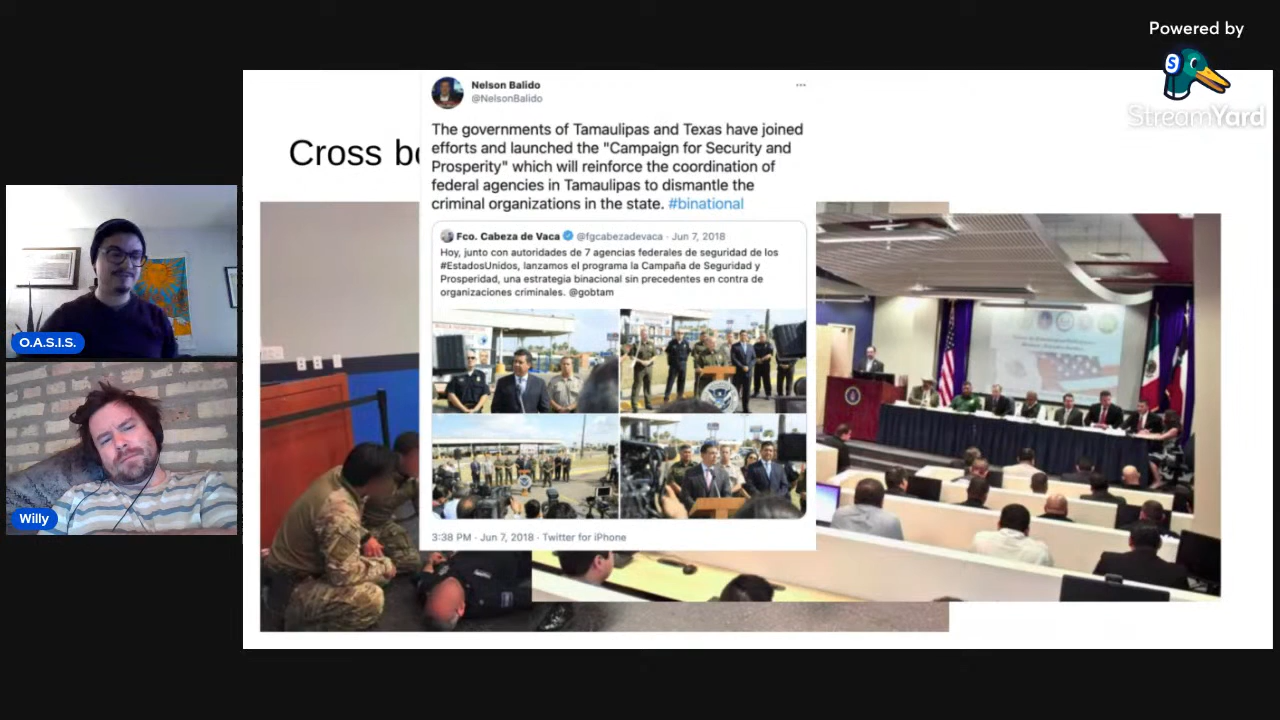 Powered by
StreamYard
Nelson Balido
@NelsonBalido
Cross bo
The governments of Tamaulipas and Texas have joined
efforts and launched the "Campaign for Security and
Prosperity" which will reinforce the coordination of
federal agencies in Tamaulipas to dismantle the
criminal organizations in the state. #binational
Fco. Cabeza de Vaca @fgcabezadevaca · Jun 7, 2018
Hoy, junto con autoridades de 7 agencias federales de seguridad de los
#EstadosUnidos, lanzamos el programa la Campaña de Seguridad y
Prosperidad, una estrategia binacional sin precedentes en contra de
organizaciones criminales. @gobtam
3:38 PM · Jun 7, 2018 · Twitter for iPhone
O.A.S.I.S.
Willy